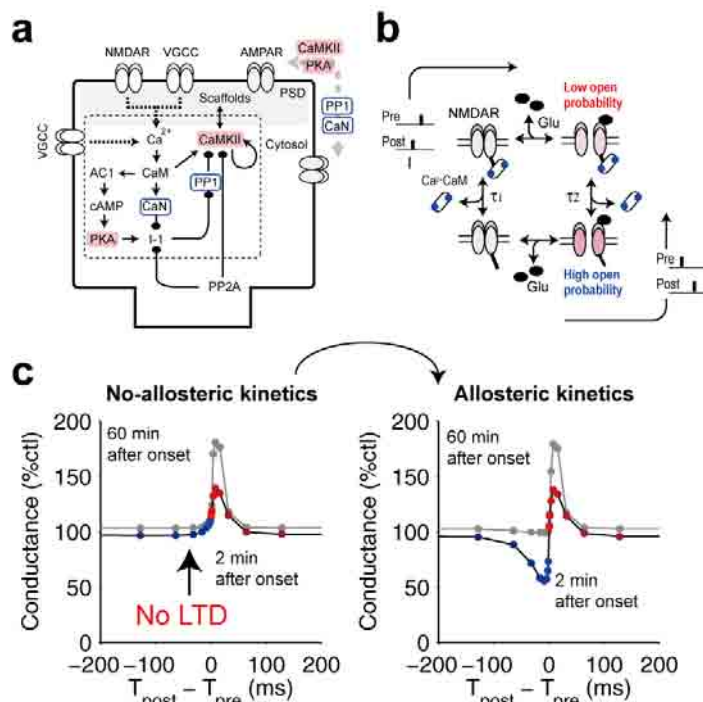 a
NMDAR VGCC AMPAR
CaMKII
PKA
PSD
PP1
CaN
Scaffolds
VGCC
Ca2+
CaMKII
Cytosol
AC1
CaM
PP1
cAMP
CaN
PKA
I-1
PP2A
b
Low open
probability
NMDAR
Glu
Pre
Post
CaM
τ1
τ2
Glu
High open
probability
Pre
Post
c
No-allosteric kinetics
Allosteric kinetics
Conductance (%ctl)
200
150
100
50
0
60 min
after onset
2 min
after onset
No LTD
−200 −100 0 100 200
Tpost − Tpre (ms)
Conductance (%ctl)
200
150
100
50
0
60 min
after onset
2 min
after onset
−200 −100 0 100 200
Tpost − Tpre (ms)